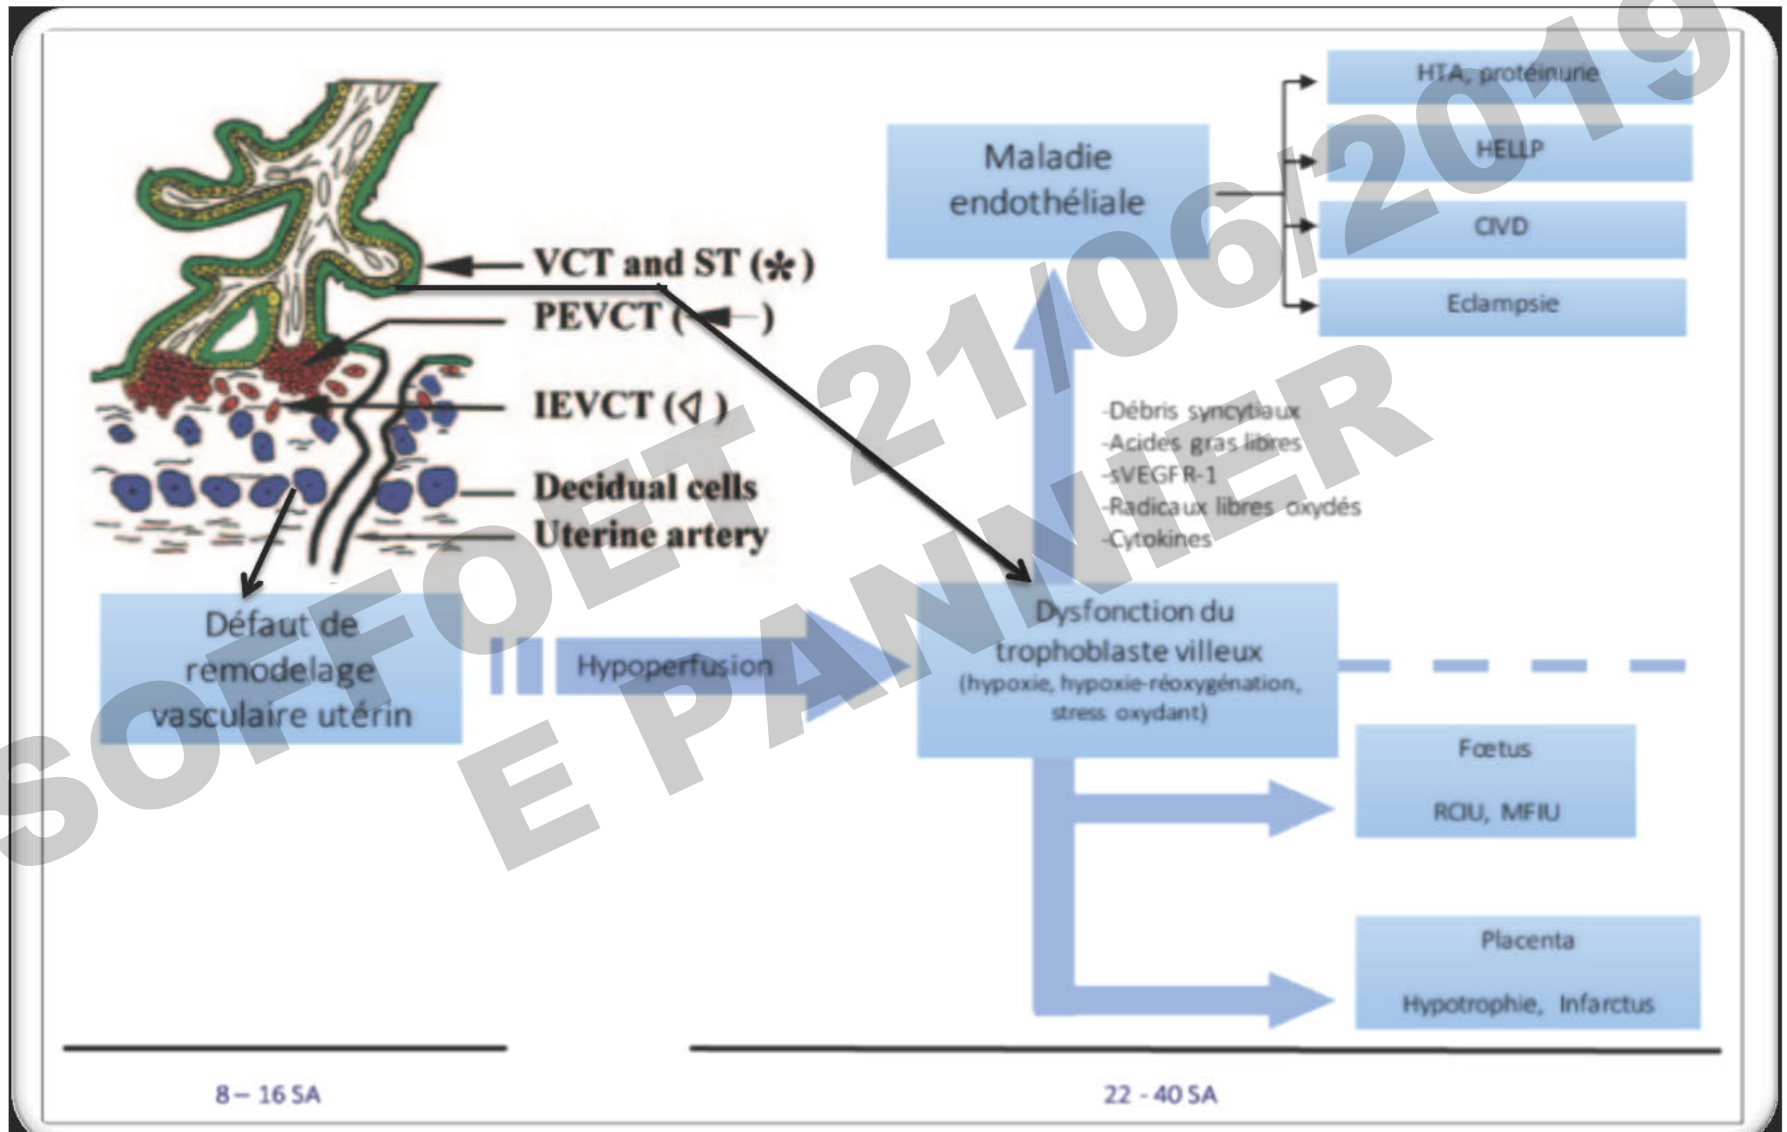 VCT and ST (*)
PEVCT ( )
IEVCT ( )
Decidual cells
Uterine artery
Défaut de
remodelage
vasculaire utérin
Hypoperfusion
Maladie
endothéliale
HTA, protéinurie
HELLP
CIVD
Eclampsie
-Débris syncytiaux
-Acides gras libres
-sVEGFR-1
-Radicaux libres oxydés
-Cytokines
Dysfonction du
trophoblaste villeux
(hypoxie, hypoxie-réoxygénation,
stress oxydant)
Fœtus
RCIU, MFIU
Placenta
Hypotrophie, Infarctus
8 – 16 SA
22 - 40 SA
SOFFOET 21/06/2019
E PANNIER